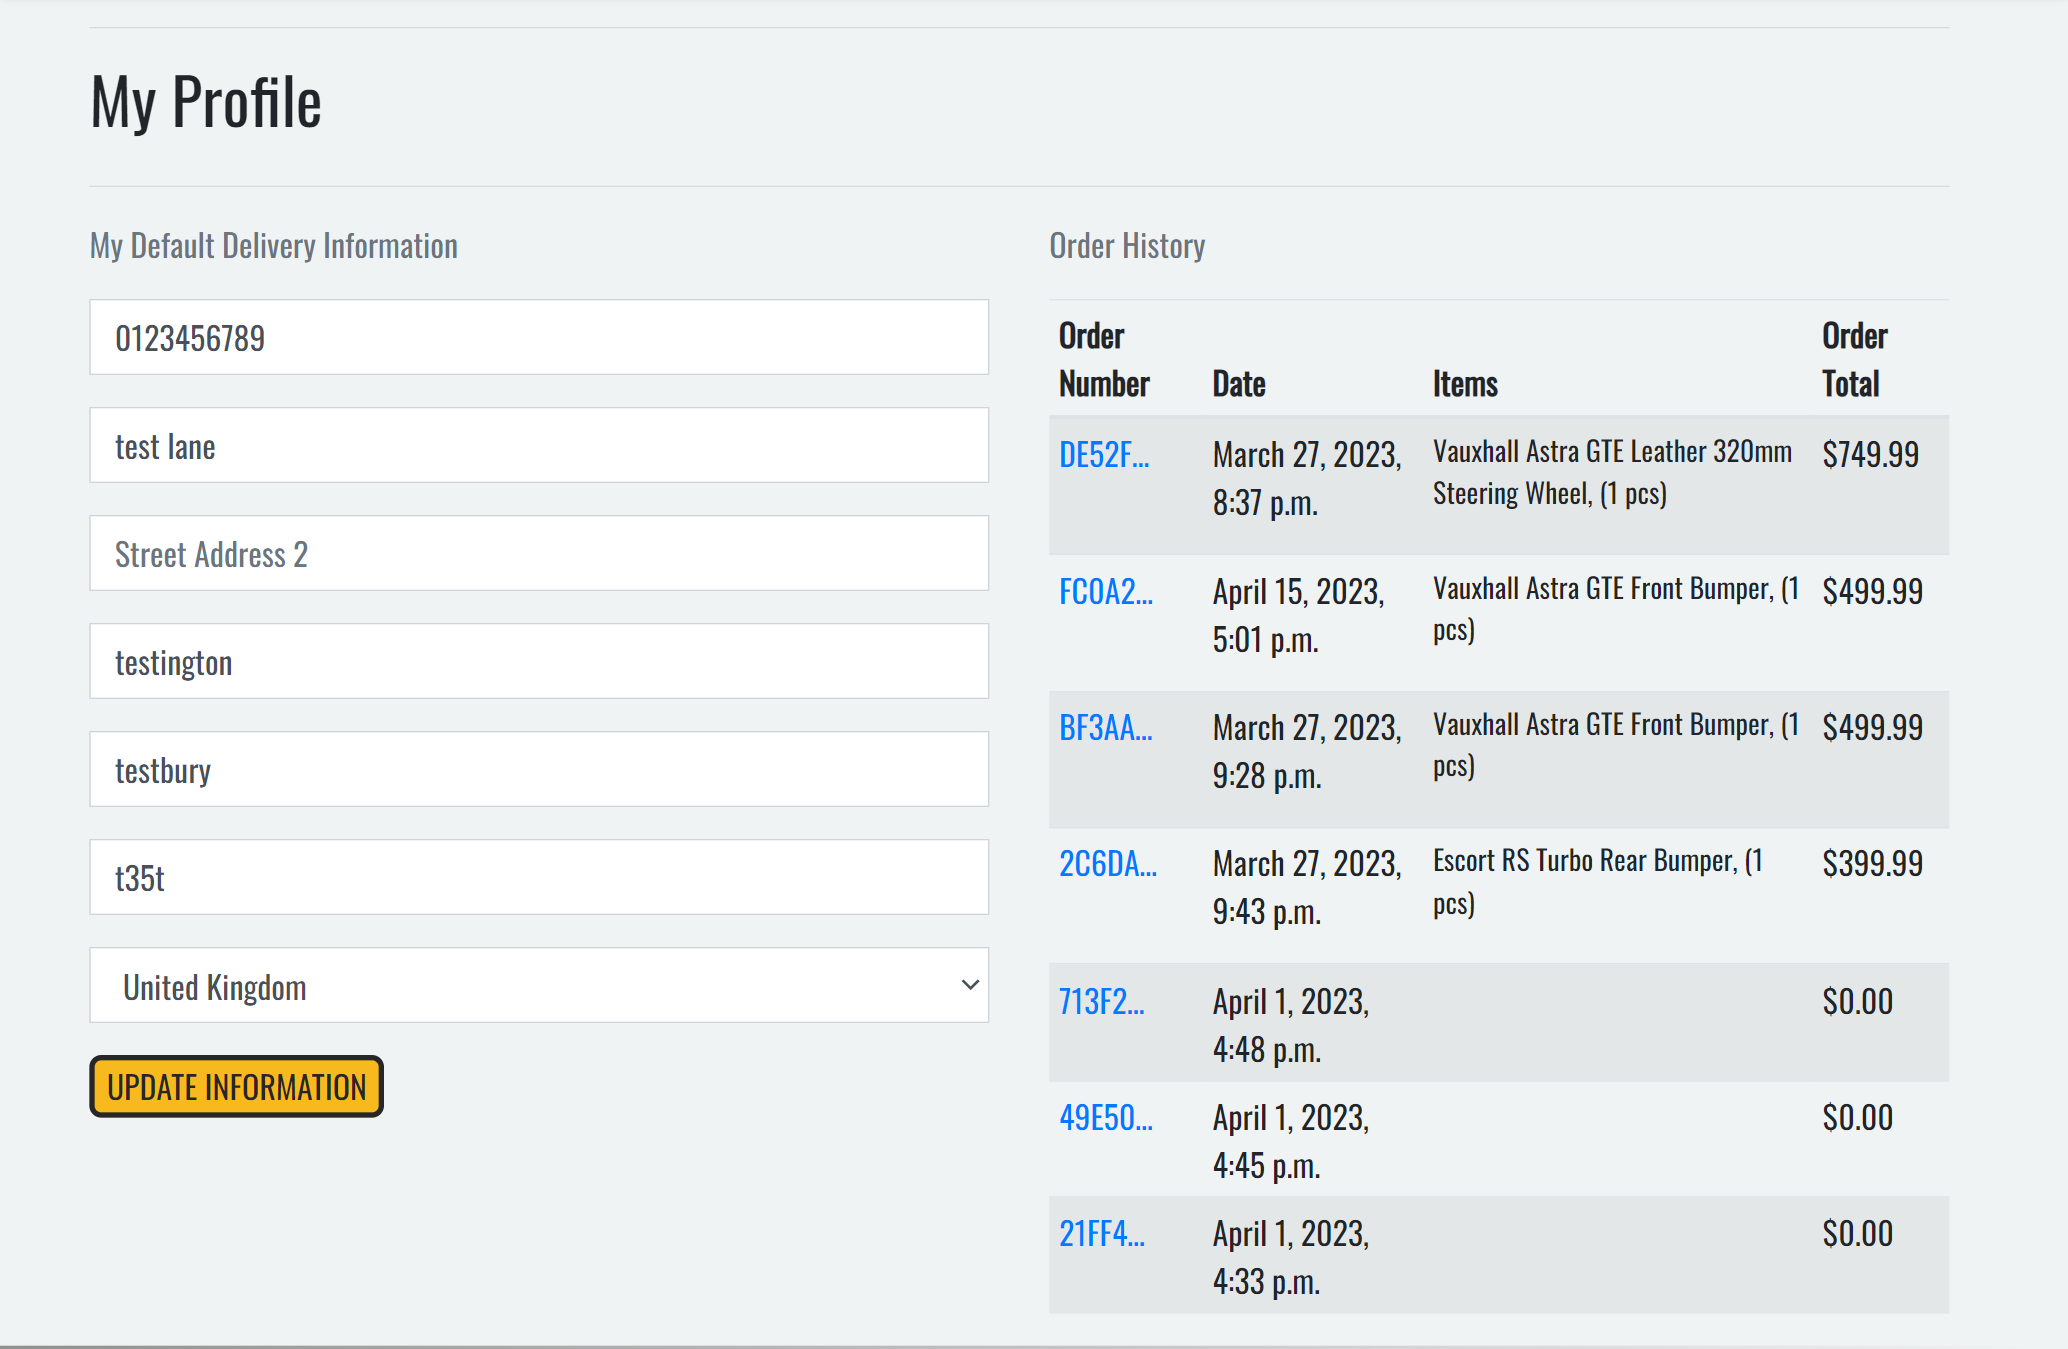 My Profile
My Default Delivery Information
0123456789
test lane
Street Address 2
testington
testbury
t35t
United Kingdom
UPDATE INFORMATION
Order History
Order
Number
Date
Items
Order
Total
DE52F...
March 27, 2023,
8:37 p.m.
Vauxhall Astra GTE Leather 320mm
Steering Wheel, (1 pcs)
$749.99
FC0A2...
April 15, 2023,
5:01 p.m.
Vauxhall Astra GTE Front Bumper, (1
pcs)
$499.99
BF3AA...
March 27, 2023,
9:28 p.m.
Vauxhall Astra GTE Front Bumper, (1
pcs)
$499.99
2C6DA...
March 27, 2023,
9:43 p.m.
Escort RS Turbo Rear Bumper, (1
pcs)
$399.99
713F2...
April 1, 2023,
4:48 p.m.
$0.00
49E50...
April 1, 2023,
4:45 p.m.
$0.00
21FF4...
April 1, 2023,
4:33 p.m.
$0.00